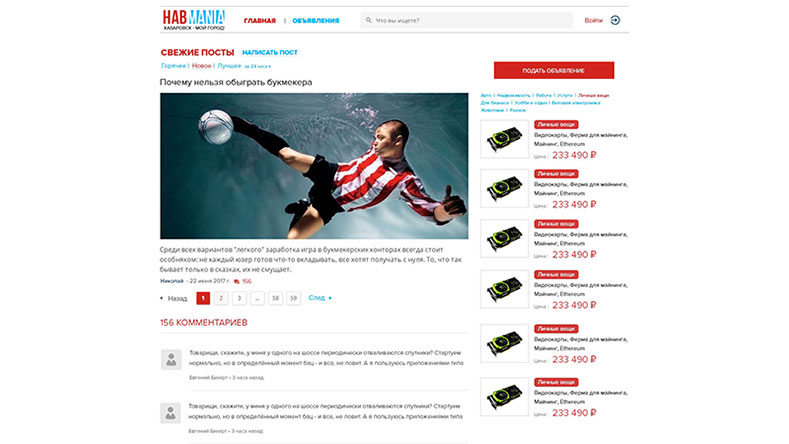 HABMANIA
ХАБАРОВСК - МОЙ ГОРОД!
ГЛАВНАЯ | ОБЪЯВЛЕНИЯ
Что вы ищете?
Войти
СВЕЖИЕ ПОСТЫ НАПИСАТЬ ПОСТ
Горячее | Новое | Лучшее за 24 часа
Почему нельзя обыграть букмекера
Среди всех вариантов "легкого" заработка игра в букмекерских конторах всегда стоит
особняком: не каждый юзер готов что-то вкладывать, все хотят получать с нуля. То, что так
бывает только в сказках, их не смущает.
Николай - 22 июня 2017 г. 156
Назад 1 2 3 ... 58 59 След
156 КОММЕНТАРИЕВ
Товарищи, скажите, у меня у одного на шоссе периодически отваливаются спутники? Стартуем
нормально, но в определённый момент бац - и все, не ловит. А я пользуюсь приложениями типа
Евгений Бикерт - 3 часа назад
Товарищи, скажите, у меня у одного на шоссе периодически отваливаются спутники? Стартуем
нормально, но в определённый момент бац - и все, не ловит. А я пользуюсь приложениями типа
Евгений Бикерт - 3 часа назад
ПОДАТЬ ОБЪЯВЛЕНИЕ
Авто | Недвижимость | Работа | Услуги | Личные вещи
Для бизнеса | Хобби и отдых | Бытовая электроника
Животные | Разное
Личные вещи
Видеокарты, Ферма для майнинга,
Майнинг, Ethereum
Цена: 233 490 ₽
Личные вещи
Видеокарты, Ферма для майнинга,
Майнинг, Ethereum
Цена: 233 490 ₽
Личные вещи
Видеокарты, Ферма для майнинга,
Майнинг, Ethereum
Цена: 233 490 ₽
Личные вещи
Видеокарты, Ферма для майнинга,
Майнинг, Ethereum
Цена: 233 490 ₽
Личные вещи
Видеокарты, Ферма для майнинга,
Майнинг, Ethereum
Цена: 233 490 ₽
Личные вещи
Видеокарты, Ферма для майнинга,
Майнинг, Ethereum
Цена: 233 490 ₽